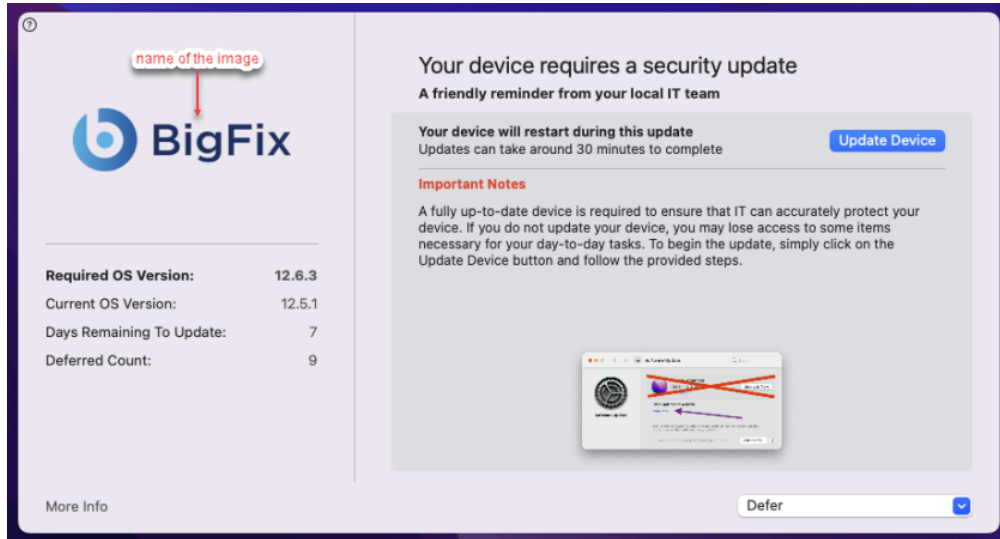 ?
name of the image
BigFix
Required OS Version: 12.6.3
Current OS Version: 12.5.1
Days Remaining To Update: 7
Deferred Count: 9
More Info
Your device requires a security update
A friendly reminder from your local IT team
Your device will restart during this update
Updates can take around 30 minutes to complete
Update Device
Important Notes
A fully up-to-date device is required to ensure that IT can accurately protect your
device. If you do not update your device, you may lose access to some items
necessary for your day-to-day tasks. To begin the update, simply click on the
Update Device button and follow the provided steps.
Software Update
Defer